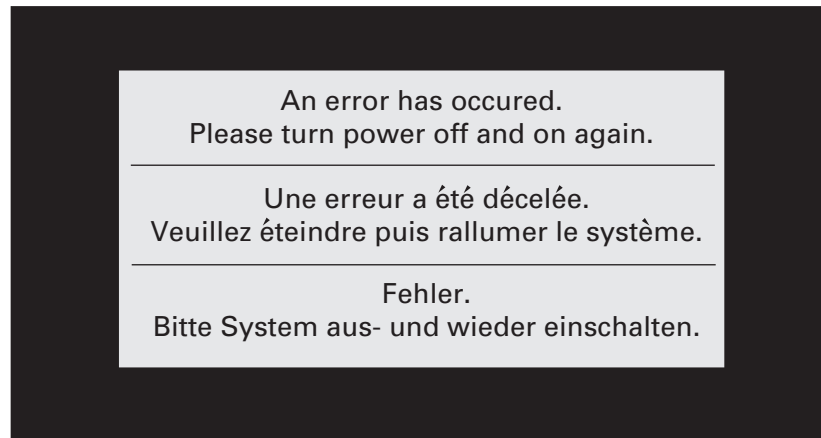 An error has occured.
Please turn power off and on again.
Une erreur a été décelée.
Veuillez éteindre puis rallumer le système.
Fehler.
Bitte System aus- und wieder einschalten.